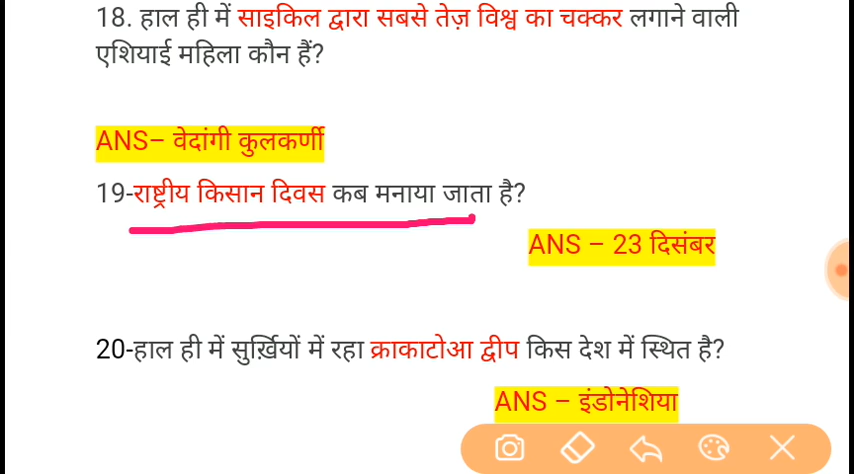 18. हाल ही में साइकिल द्वारा सबसे तेज़ विश्व का चक्कर लगाने वाली
एशियाई महिला कौन हैं?
ANS– वेदांगी कुलकर्णी
19-राष्ट्रीय किसान दिवस कब मनाया जाता है?
ANS – 23 दिसंबर
20-हाल ही में सुर्ख़ियों में रहा क्राकाटोआ द्वीप किस देश में स्थित है?
ANS – इंडोनेशिया